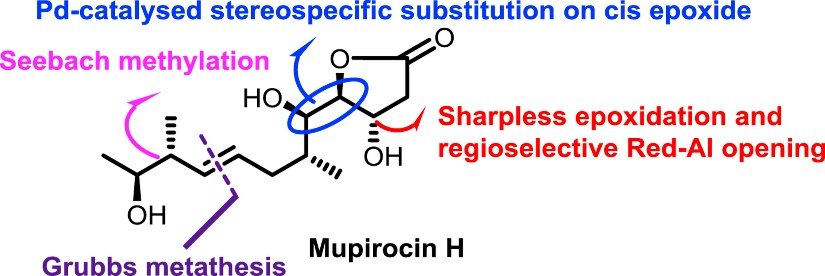 Pd-catalysed stereospecific substitution on cis epoxide
Seebach methylation
O
O
HO
Sharpless epoxidation and
regioselective Red-Al opening
OH
OH
Grubbs metathesis
Mupirocin H